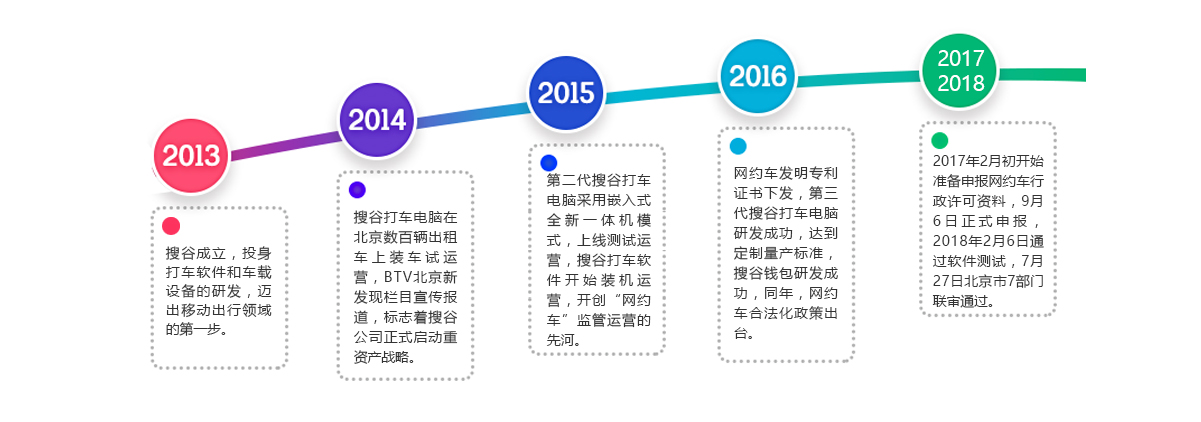 2013
搜谷成立，投身
打车软件和车载
设备的研发，迈
出移动出行领域
的第一步。
2014
搜谷打车电脑在
北京数百辆出租
车上装车试运
营，BTV北京新
发现栏目宣传报
道，标志着搜谷
公司正式启动重
资产战略。
2015
第二代搜谷打车
电脑采用嵌入式
全新一体机模
式，上线测试运
营，搜谷打车软
件开始装机运
营，开创“网约
车”监管运营的
先河。
2016
网约车发明专利
证书下发，第三
代搜谷打车电脑
研发成功，达到
定制量产标准，
搜谷钱包研发成
功，同年，网约
车合法化政策出
台。
2017
2018
2017年2月初开始
准备申报网约车行
政许可资料，9月
6日正式申报，
2018年2月6日通
过软件测试，7月
27日北京市7部门
联审通过。